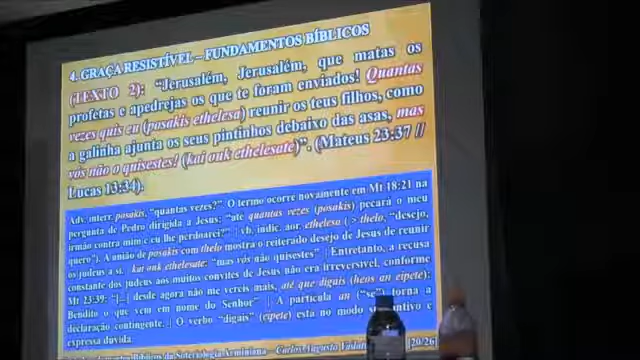 4. GRAÇA RESISTÍVEL – FUNDAMENTOS BÍBLICOS
(TEXTO 2): “Jerusalém, Jerusalém, que matas os
profetas e apedrejas os que te foram enviados! Quantas
vezes quis eu (posakis ethelesa) reunir os teus filhos, como
a galinha ajunta os seus pintinhos debaixo das asas, mas
vós não o quisestes! (kai ouk ethelesate)”. (Mateus 23:37 //
Lucas 13:34).
Adv. interr. posakis, “quantas vezes?”. O termo ocorre novamente em Mt 18:21 na
pergunta de Pedro dirigida a Jesus: “até quantas vezes (posakis) pecará o meu
irmão contra mim e eu lhe perdoarei?” | vb. indic. aor. ethelesa ( > thelo, “desejo,
quero”). A união de posakis com thelo mostra o reiterado desejo de Jesus de reunir
os judeus a si. kai ouk ethelesate: “mas vós não quisestes” | Entretanto, a recusa
constante dos judeus aos muitos convites de Jesus não era irreversível, conforme
Mt 23:39: “[...] desde agora não me vereis mais, até que digais (heos an eipete):
Bendito o que vem em nome do Senhor” | A partícula an (“se”) torna a
declaração contingente. | O verbo “digais” (eipete) está no modo
expressa dúvida.
Bíblicos da Soteriologia Arminiana – Carlos Augusto [20/26]